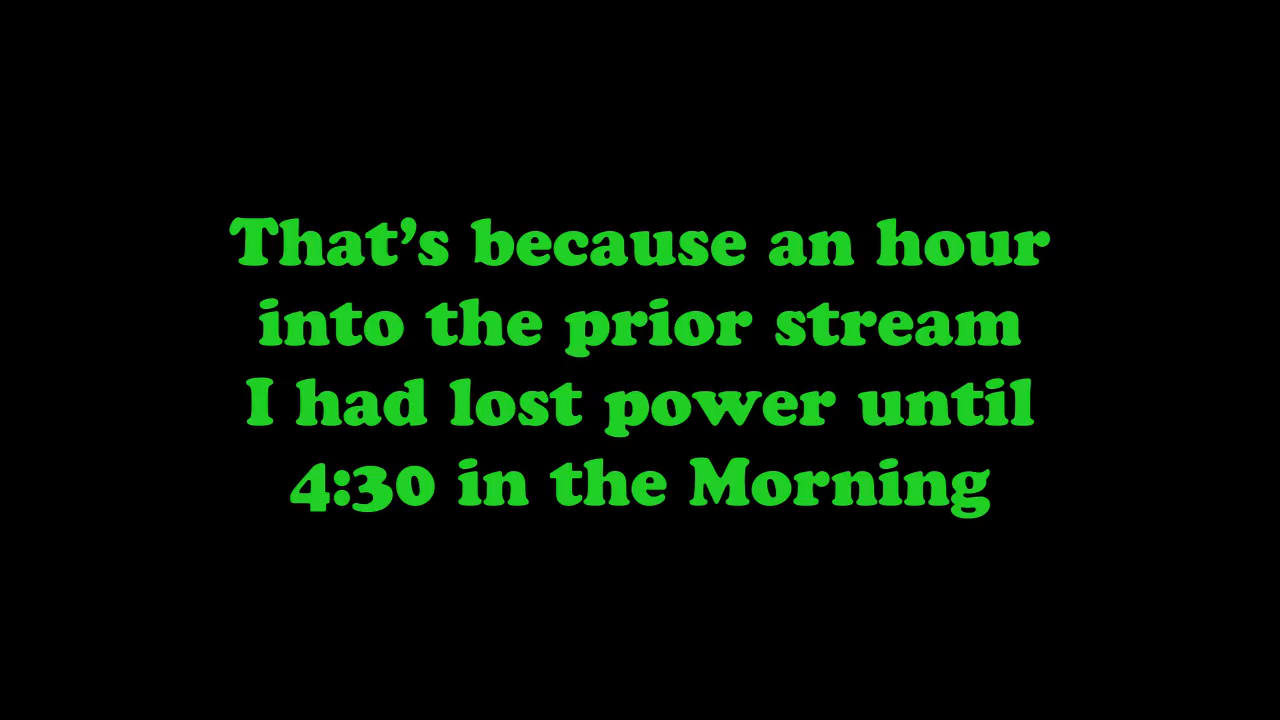 That’s because an hour
into the prior stream
I had lost power until
4:30 in the Morning